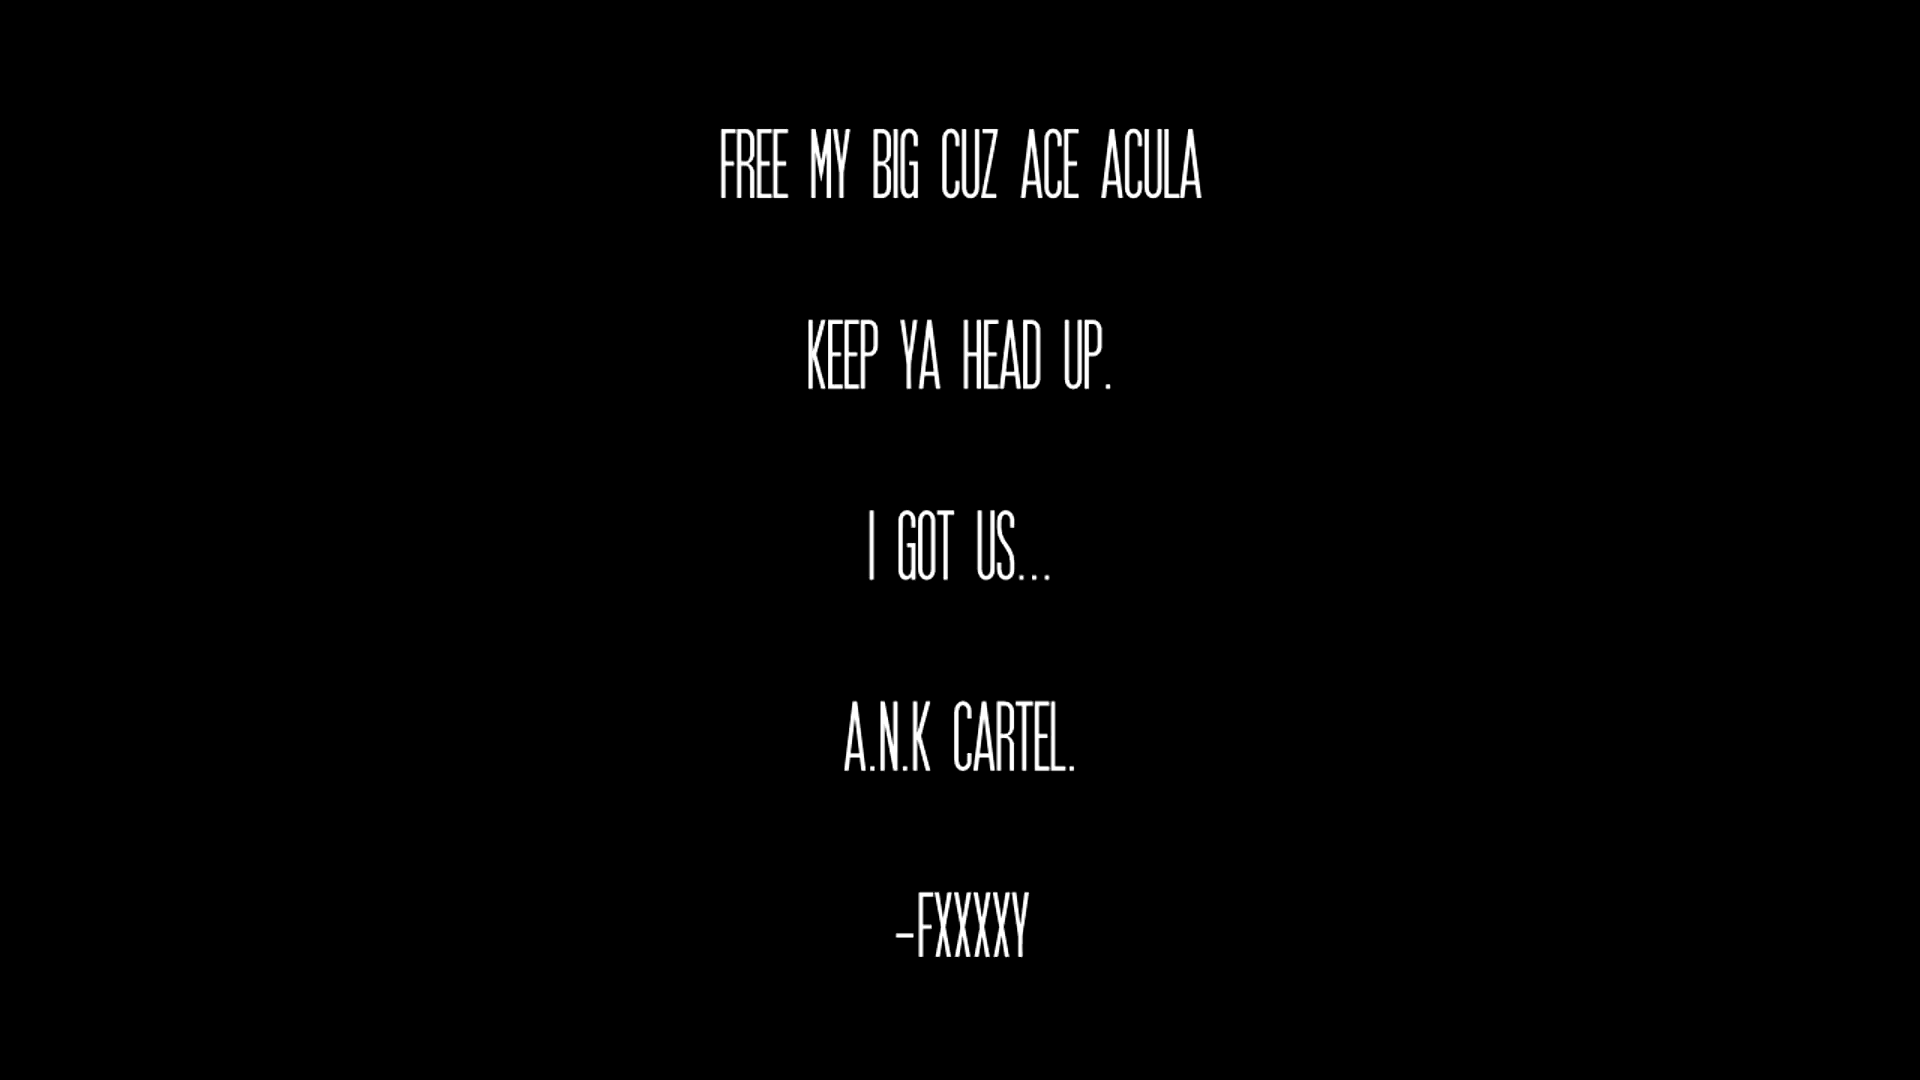 FREE MY BIG CUZ ACE ACULA
KEEP YA HEAD UP.
I GOT US...
A.N.K CARTEL.
-FXXXXY